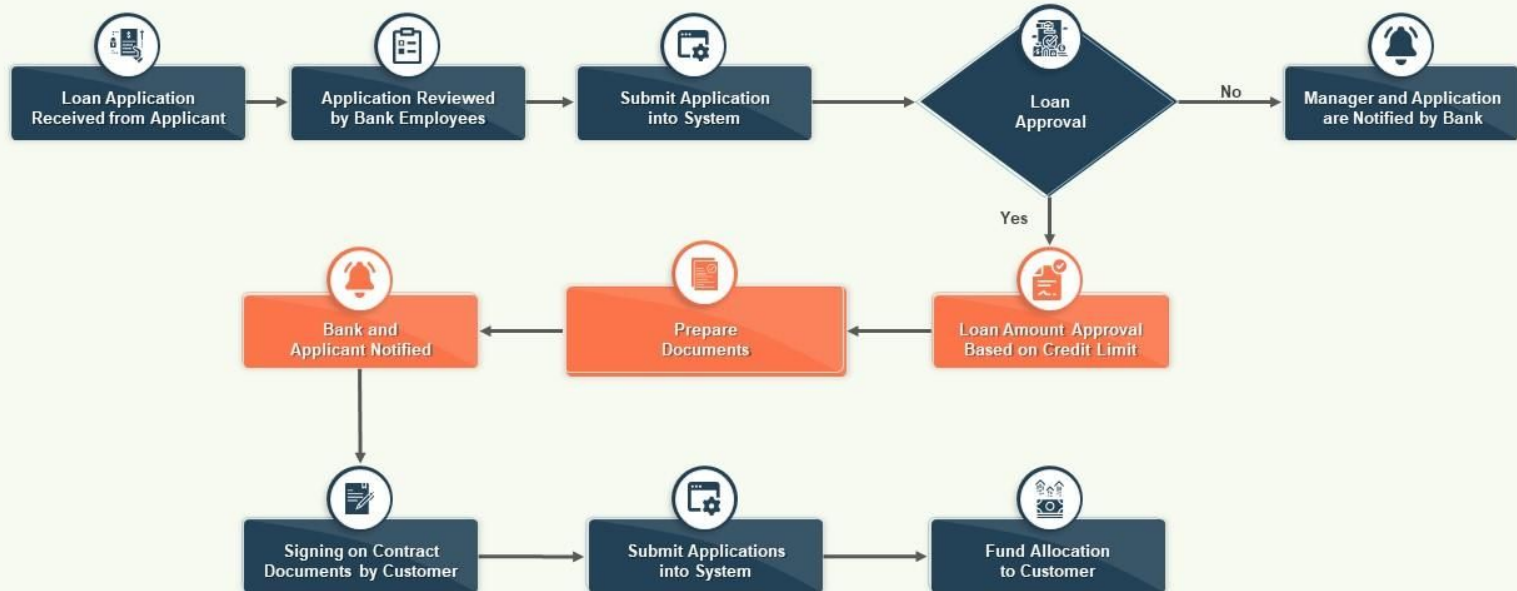 Loan Application
Received from Applicant
Application Reviewed
by Bank Employees
Submit Application
into System
Loan
Approval
No
Manager and Application
are Notified by Bank
Yes
Bank and
Applicant Notified
Prepare
Documents
Loan Amount Approval
Based on Credit Limit
Signing on Contract
Documents by Customer
Submit Applications
into System
Fund Allocation
to Customer